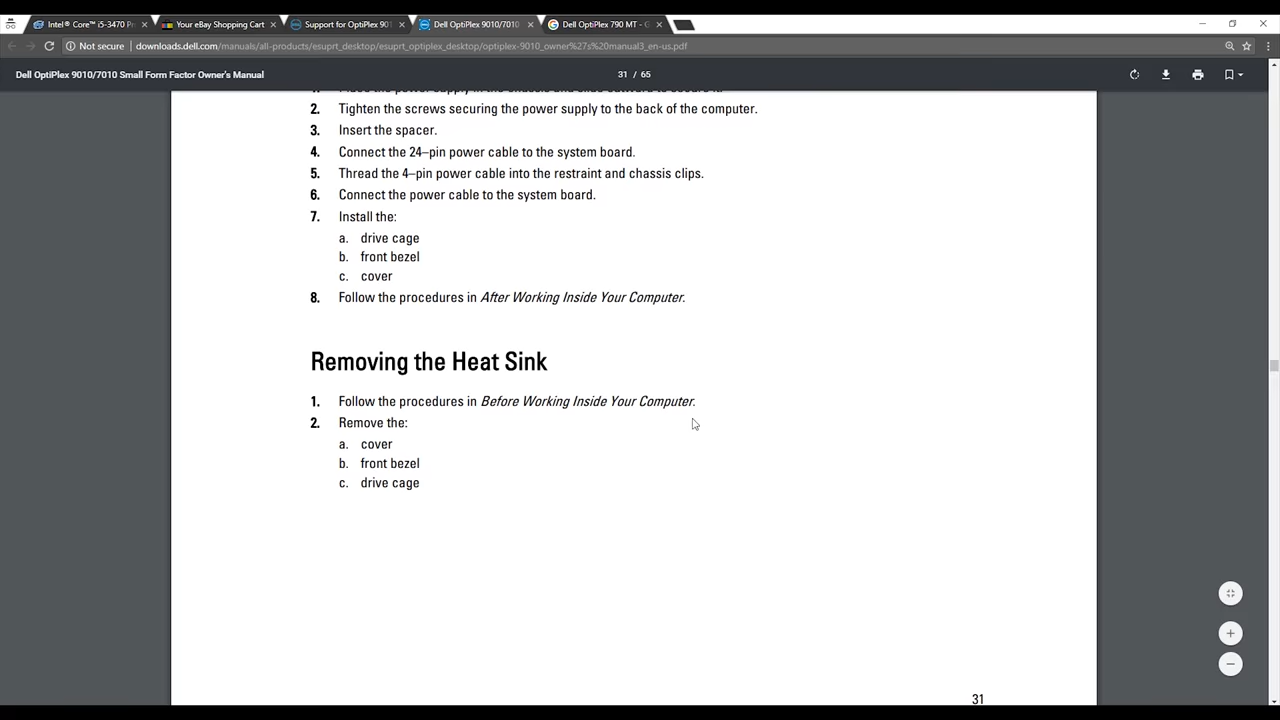 Intel® Core™ i5-3470 Pr
Your eBay Shopping Cart
Support for OptiPlex 901
Dell OptiPlex 9010/7010
Dell OptiPlex 790 MT - G
Not secure
downloads.dell.com/manuals/all-products/esuprt_desktop/esuprt_optiplex_desktop/optiplex-9010_owner%27s%20manual3_en-us.pdf
Dell OptiPlex 9010/7010 Small Form Factor Owner's Manual
31 / 65
2. Tighten the screws securing the power supply to the back of the computer.
3. Insert the spacer.
4. Connect the 24–pin power cable to the system board.
5. Thread the 4–pin power cable into the restraint and chassis clips.
6. Connect the power cable to the system board.
7. Install the:
a. drive cage
b. front bezel
c. cover
8. Follow the procedures in After Working Inside Your Computer.
Removing the Heat Sink
1. Follow the procedures in Before Working Inside Your Computer.
2. Remove the:
a. cover
b. front bezel
c. drive cage
31